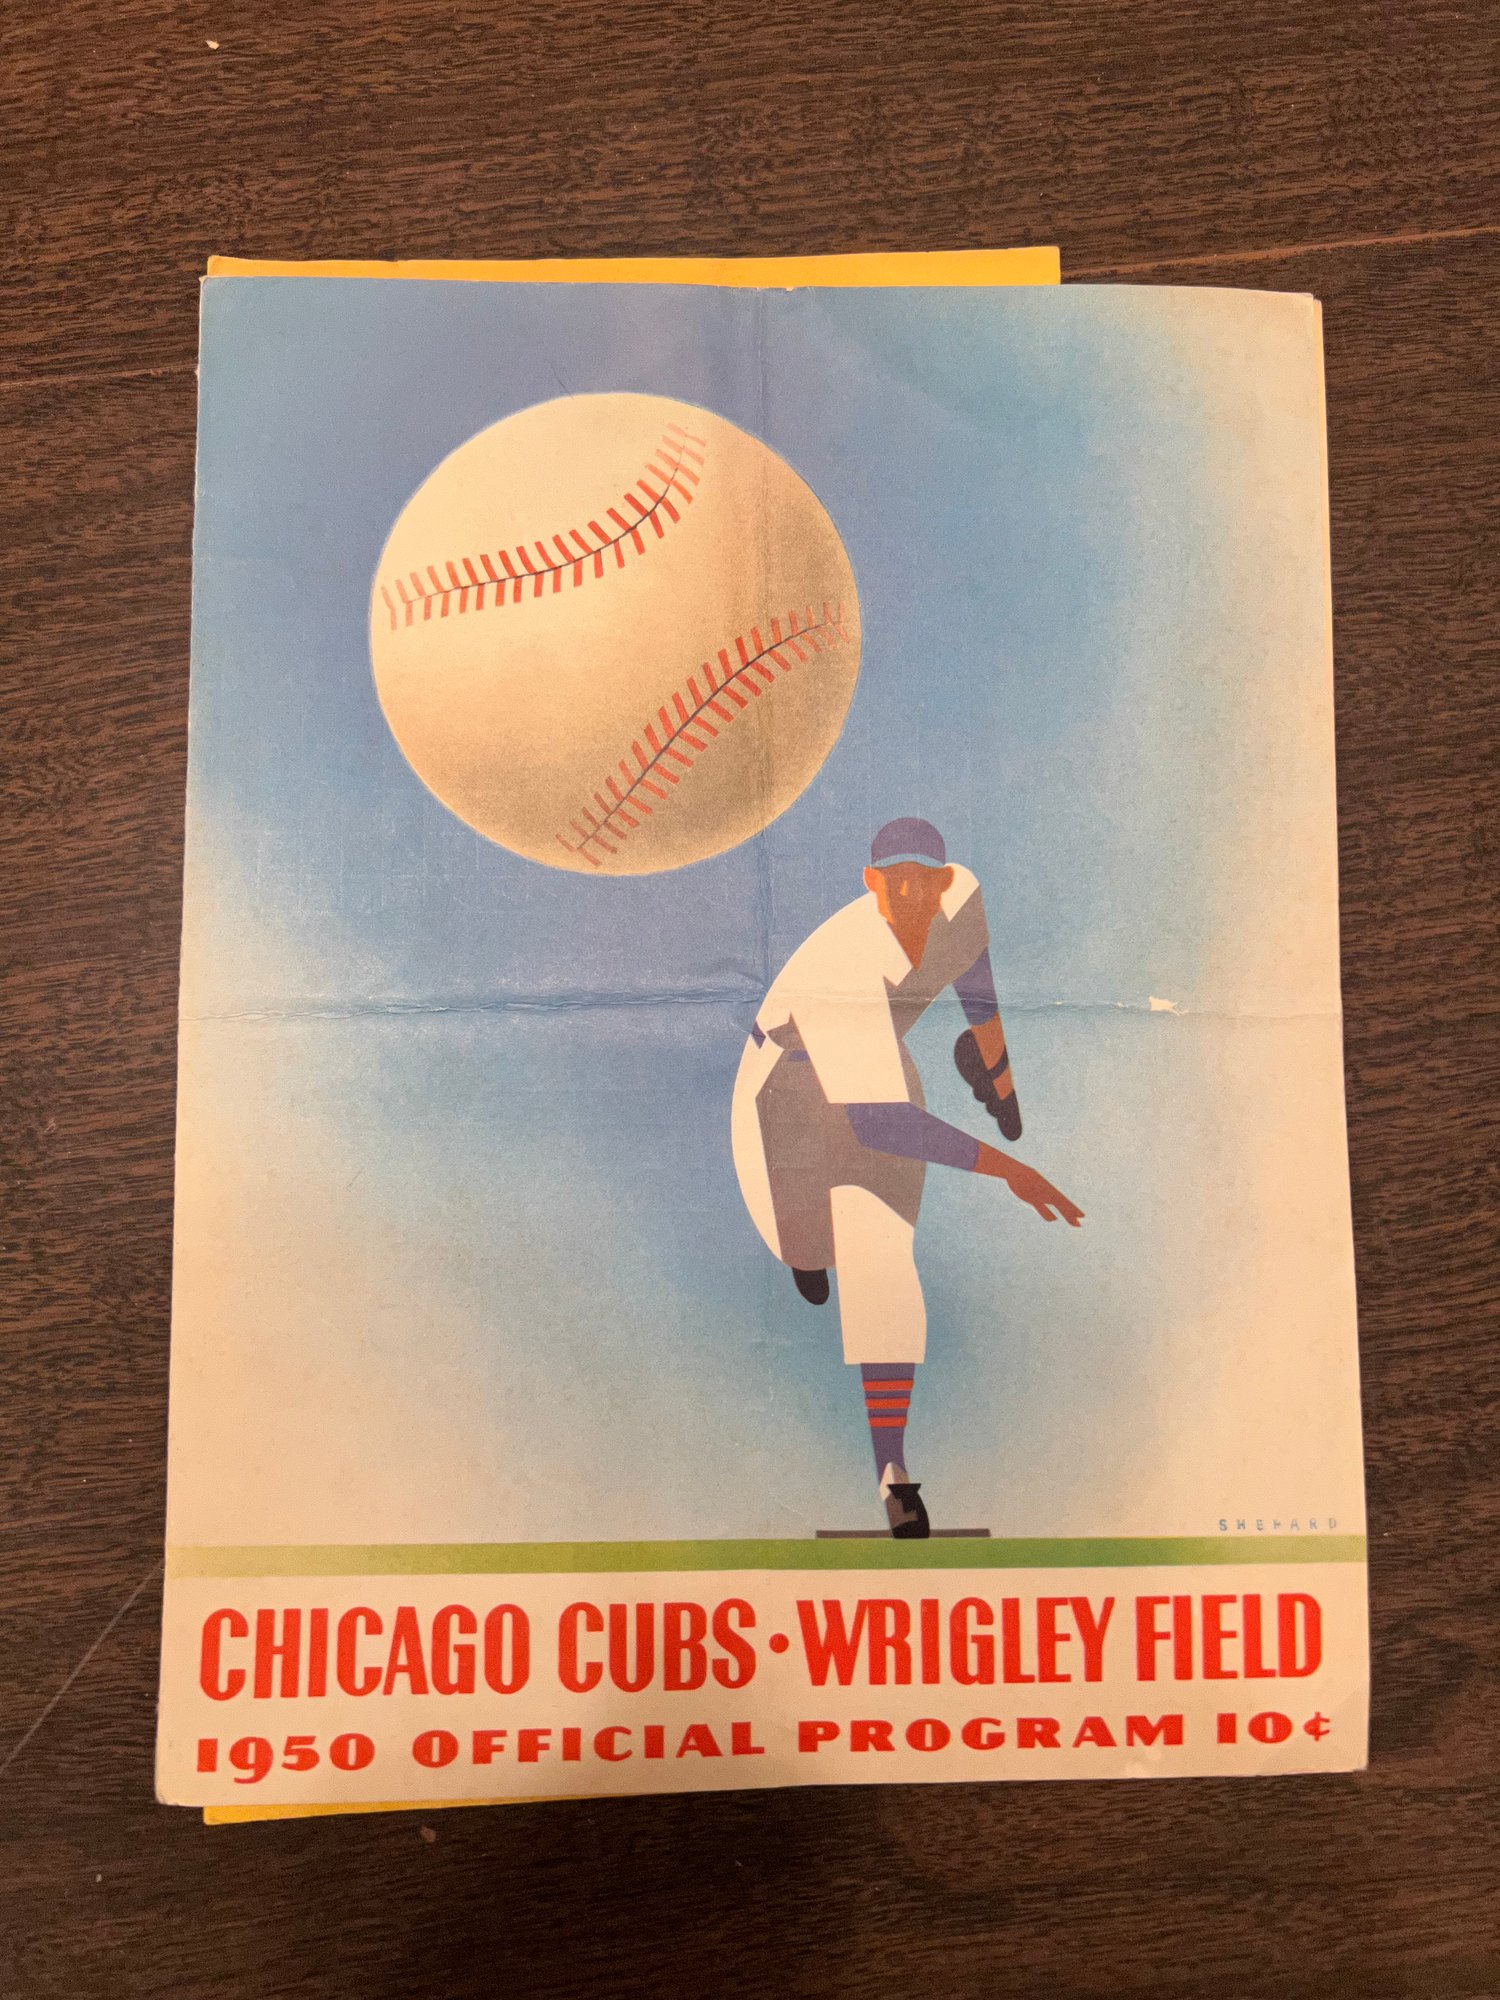 SHEPARD
CHICAGO CUBS • WRIGLEY FIELD
1950 OFFICIAL PROGRAM 10¢